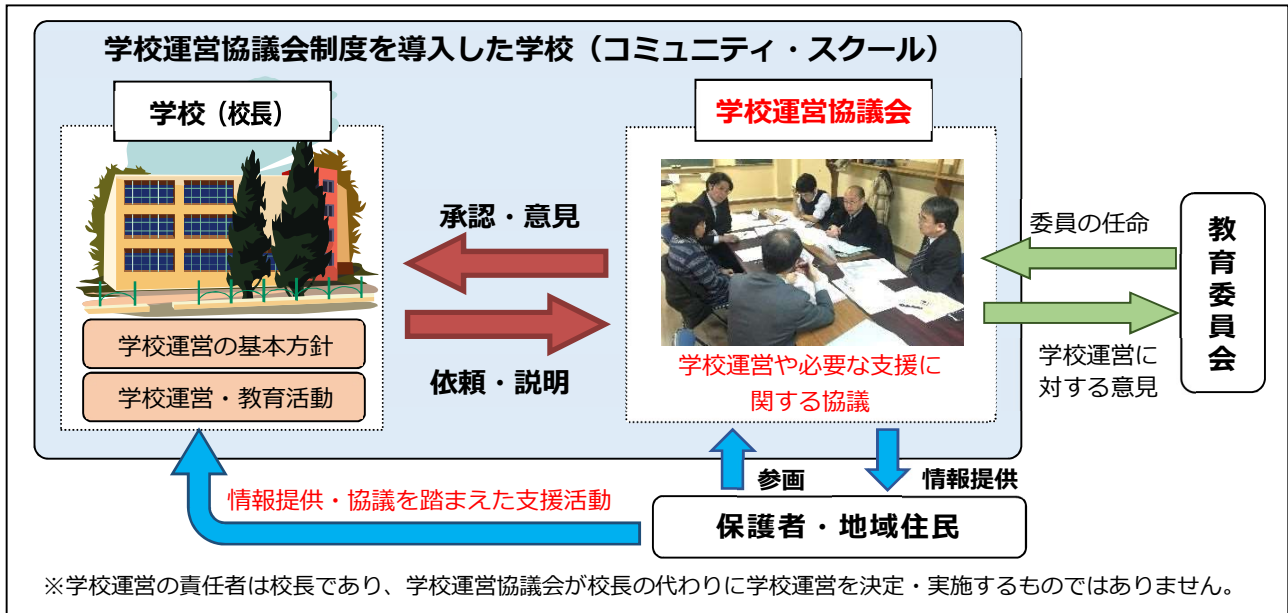 学校運営協議会制度を導入した学校（コミュニティ・スクール）
学校（校長）
学校運営協議会
承認・意見
依頼・説明
学校運営の基本方針
学校運営・教育活動
学校運営や必要な支援に
関する協議
委員の任命
学校運営に
対する意見
教育委員会
参画
情報提供
情報提供・協議を踏まえた支援活動
保護者・地域住民
※学校運営の責任者は校長であり、学校運営協議会が校長の代わりに学校運営を決定・実施するものではありません。